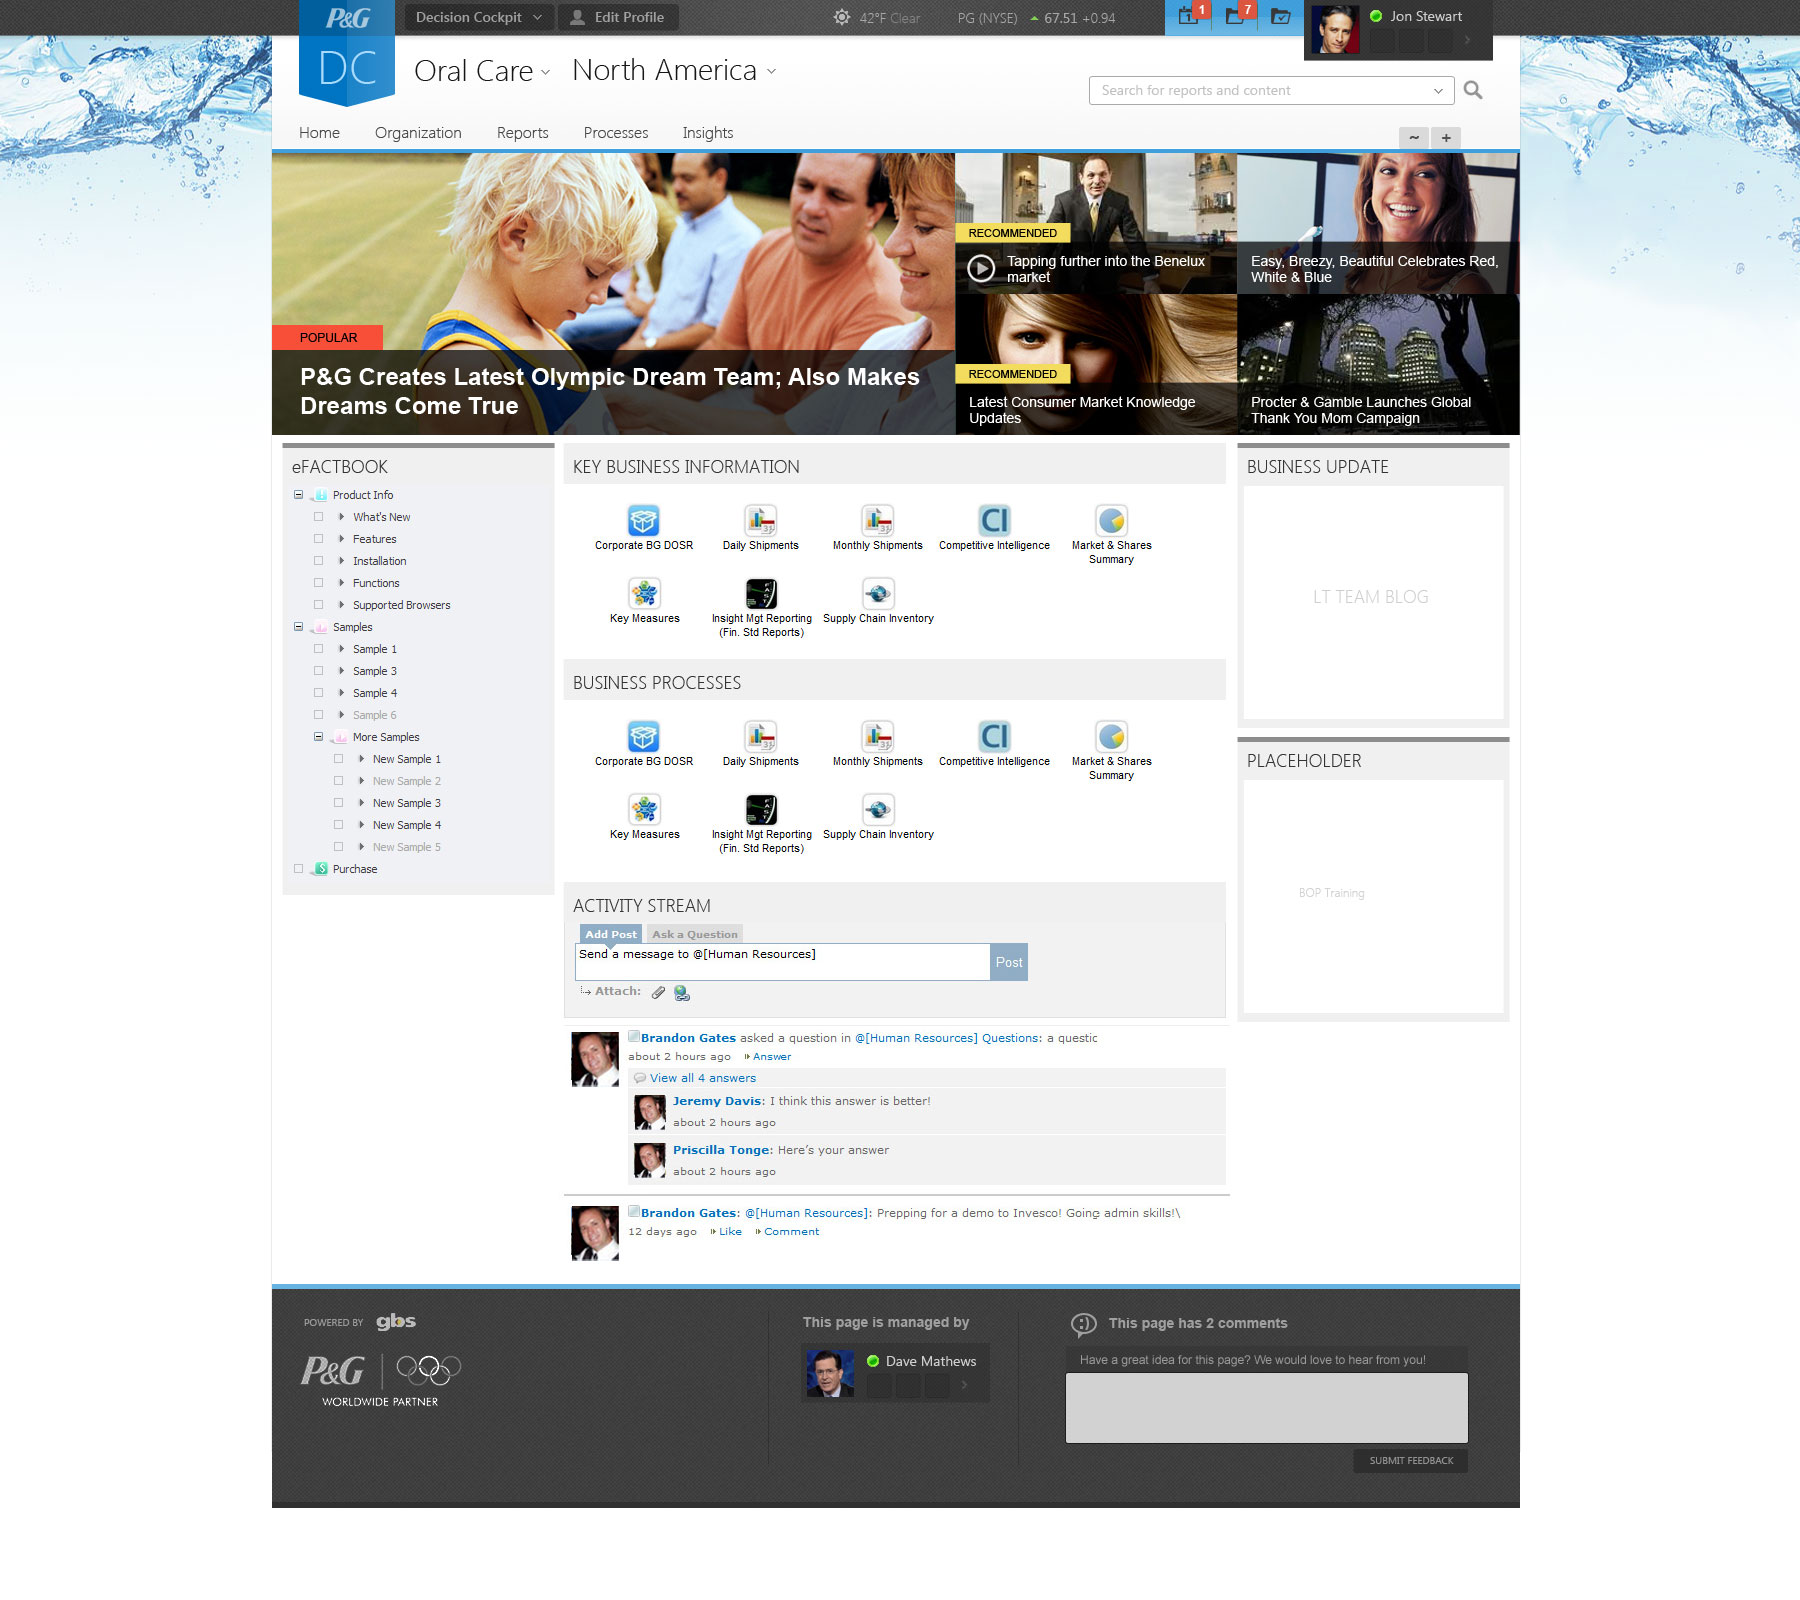 P&G
Decision Cockpit
Edit Profile
42°F Clear
PG (NYSE)
67.51 +0.94
1
1
7
Jon Stewart
DC
Oral Care
North America
Search for reports and content
Home
Organization
Reports
Processes
Insights
~
+
POPULAR
P&G Creates Latest Olympic Dream Team; Also Makes
Dreams Come True
RECOMMENDED
Tapping further into the Benelux
market
Easy, Breezy, Beautiful Celebrates Red,
White & Blue
RECOMMENDED
Latest Consumer Market Knowledge
Updates
Procter & Gamble Launches Global
Thank You Mom Campaign
eFACTBOOK
Product Info
What's New
Features
Installation
Functions
Supported Browsers
Samples
Sample 1
Sample 3
Sample 4
Sample 6
More Samples
New Sample 1
New Sample 2
New Sample 3
New Sample 4
New Sample 5
Purchase
KEY BUSINESS INFORMATION
Corporate BG DOSR
31
Daily Shipments
31
Monthly Shipments
CI
Competitive Intelligence
Market & Shares
Summary
Key Measures
FAST
Insight Mgt Reporting
(Fin. Std Reports)
Supply Chain Inventory
BUSINESS PROCESSES
Corporate BG DOSR
31
Daily Shipments
31
Monthly Shipments
CI
Competitive Intelligence
Market & Shares
Summary
Key Measures
FAST
Insight Mgt Reporting
(Fin. Std Reports)
Supply Chain Inventory
ACTIVITY STREAM
Add Post
Ask a Question
Send a message to @[Human Resources]
Post
Attach:
Brandon Gates asked a question in @[Human Resources] Questions: a questic
about 2 hours ago
Answer
View all 4 answers
Jeremy Davis: I think this answer is better!
about 2 hours ago
Priscilla Tonge: Here's your answer
about 2 hours ago
Brandon Gates: @[Human Resources]: Prepping for a demo to Invesco! Going admin skills!\
12 days ago
Like
Comment
BUSINESS UPDATE
LT TEAM BLOG
PLACEHOLDER
BOP Training
POWERED BY gbs
P&G
WORLDWIDE PARTNER
This page is managed by
Dave Mathews
This page has 2 comments
Have a great idea for this page? We would love to hear from you!
SUBMIT FEEDBACK